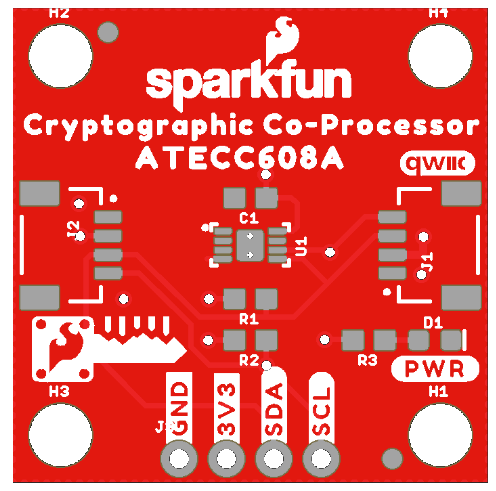 H2
H4
sparkfun
Cryptographic Co-Processor
ATECC608A
qwiic
C1
J2
U1
J1
R1
D1
R2
R3
PWR
H3
H1
GND
3V3
SDA
SCL